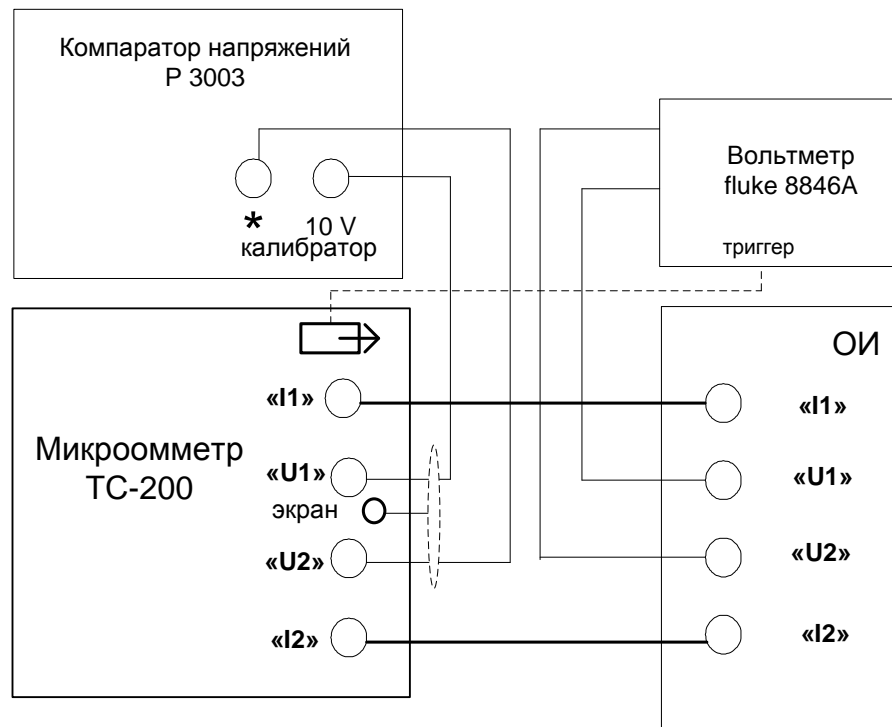 Компаратор напряжений
Р 3003
*
10 V
калибратор
Вольтметр
fluke 8846A
триггер
Микроомметр
ТС-200
«I1»
«U1»
экран
«U2»
«I2»
ОИ
«I1»
«U1»
«U2»
«I2»